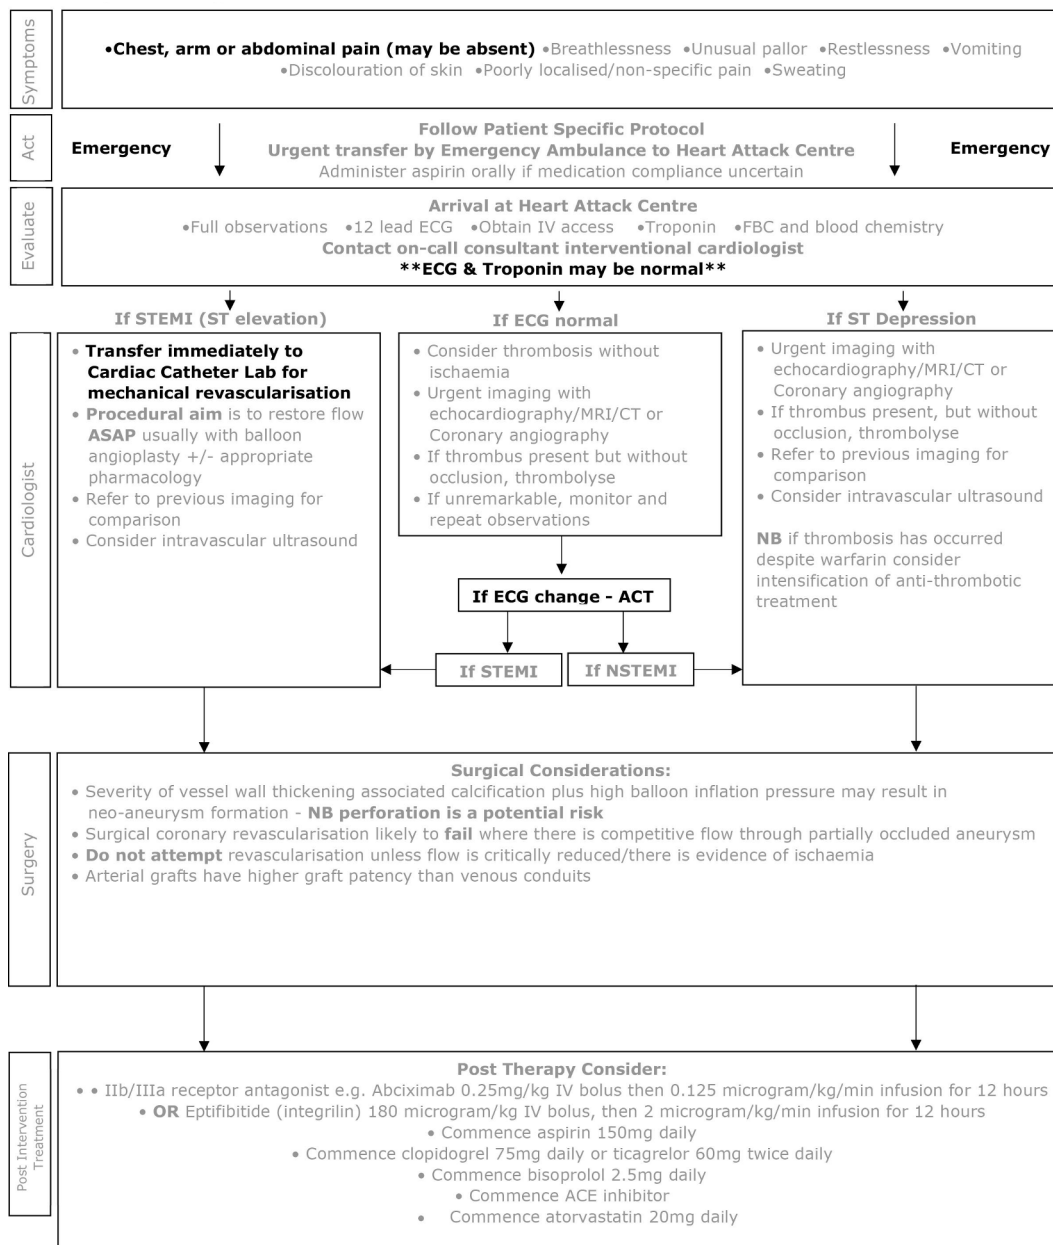 Symptoms
•Chest, arm or abdominal pain (may be absent) •Breathlessness •Unusual pallor •Restlessness •Vomiting
•Discolouration of skin •Poorly localised/non-specific pain •Sweating
Act
Emergency
Follow Patient Specific Protocol
Urgent transfer by Emergency Ambulance to Heart Attack Centre
Administer aspirin orally if medication compliance uncertain
Emergency
Evaluate
Arrival at Heart Attack Centre
•Full observations •12 lead ECG •Obtain IV access •Troponin •FBC and blood chemistry
Contact on-call consultant interventional cardiologist
**ECG & Troponin may be normal**
Cardiologist
If STEMI (ST elevation)
• Transfer immediately to
Cardiac Catheter Lab for
mechanical revascularisation
• Procedural aim is to restore flow
ASAP usually with balloon
angioplasty +/- appropriate
pharmacology
• Refer to previous imaging for
comparison
• Consider intravascular ultrasound
If ECG normal
• Consider thrombosis without
ischaemia
• Urgent imaging with
echocardiography/MRI/CT or
Coronary angiography
• If thrombus present but without
occlusion, thrombolyse
• If unremarkable, monitor and
repeat observations
If ECG change - ACT
If STEMI
If NSTEMI
If ST Depression
• Urgent imaging with
echocardiography/MRI/CT or
Coronary angiography
• If thrombus present, but without
occlusion, thrombolyse
• Refer to previous imaging for
comparison
• Consider intravascular ultrasound
NB if thrombosis has occurred
despite warfarin consider
intensification of anti-thrombotic
treatment
Surgery
Surgical Considerations:
• Severity of vessel wall thickening associated calcification plus high balloon inflation pressure may result in
neo-aneurysm formation - NB perforation is a potential risk
• Surgical coronary revascularisation likely to fail where there is competitive flow through partially occluded aneurysm
• Do not attempt revascularisation unless flow is critically reduced/there is evidence of ischaemia
• Arterial grafts have higher graft patency than venous conduits
Post Intervention
Treatment
Post Therapy Consider:
• • IIb/IIIa receptor antagonist e.g. Abciximab 0.25mg/kg IV bolus then 0.125 microgram/kg/min infusion for 12 hours
• OR Eptifibitide (integrilin) 180 microgram/kg IV bolus, then 2 microgram/kg/min infusion for 12 hours
• Commence aspirin 150mg daily
• Commence clopidogrel 75mg daily or ticagrelor 60mg twice daily
• Commence bisoprolol 2.5mg daily
• Commence ACE inhibitor
• Commence atorvastatin 20mg daily